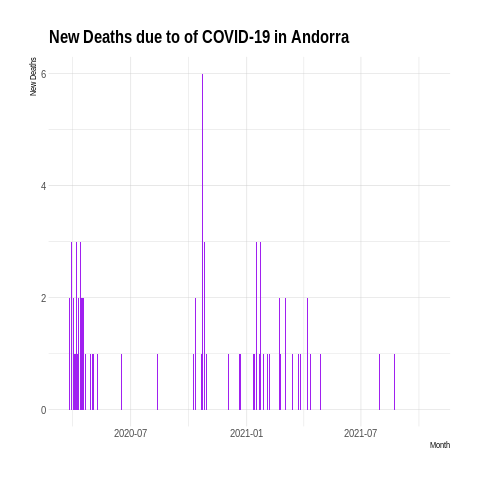 New Deaths due to of COVID-19 in Andorra
New Deaths
6
4
2
0
2020-07 2021-01 2021-07
Month